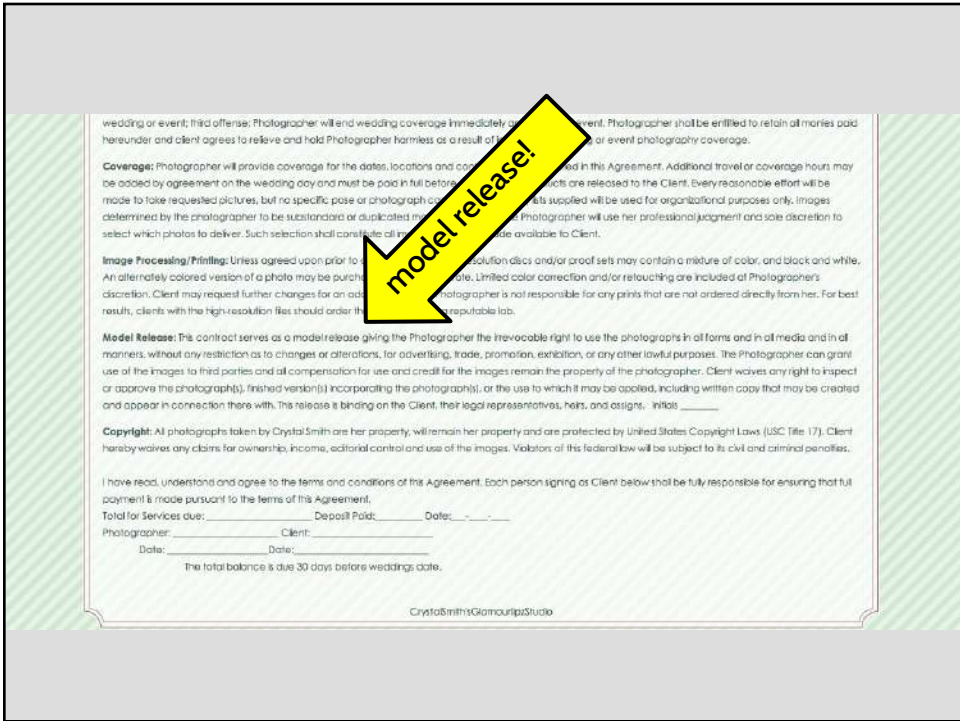 wedding or event; third offense; Photographer will end wedding coverage immediately event. Photographer shall be entitled to retain all monies paid
hereunder and client agrees to relieve and hold Photographer harmless as a result of or event photography coverage.
Coverage: Photographer will provide coverage for the dates, locations and in this Agreement. Additional travel or coverage hours may
be added by agreement on the wedding day and must be paid in full before are released to the Client. Every reasonable effort will be
made to take requested pictures, but no specific pose or photograph supplied will be used for organizational purposes only. Images
determined by the photographer to be substandard or duplicated Photographer will use her professional judgment and sole discretion to
select which photos to deliver. Such selection shall constitute all available to Client.
Image Processing/Printing: Unless agreed upon prior to discs and/or proof sets may contain a mixture of color, and black and white.
An alternately colored version of a photo may be Limited color correction and/or retouching are included at Photographer's
discretion. Client may request further changes for an is not responsible for any prints that are not ordered directly from her. For best
results, clients with the high-resolution files should order reputable lab.
model release!
Model Release: This contract serves as a model release giving the Photographer the irrevocable right to use the photographs in all forms and in all media and in all
manners, without any restriction as to changes or alterations, for advertising, trade, promotion, exhibition, or any other lawful purposes. The Photographer can grant
use of the images to third parties and all compensation for use and credit for the images remain the property of the photographer. Client waives any right to inspect
or approve the photograph(s), finished version(s) incorporating the photograph(s), or the use to which it may be applied, including written copy that may be created
and appear in connection there with. This release is binding on the Client, their legal representatives, heirs, and assigns. Initials _______
Copyright: All photographs taken by Crystal Smith are her property, will remain her property and are protected by United States Copyright Laws (USC Title 17). Client
hereby waives any claims for ownership, income, editorial control and use of the images. Violators of this federal law will be subject to its civil and criminal penalties.
I have read, understand and agree to the terms and conditions of this Agreement. Each person signing as Client below shall be fully responsible for ensuring that full
payment is made pursuant to the terms of this Agreement.
Total for Services due: ____________________ Deposit Paid: _________ Date:___-____-____
Photographer: ____________________ Client: _______________________
Date: ___________________Date:_________________________
The total balance is due 30 days before weddings date.
CrystalSmith'sGlamourlipzStudio